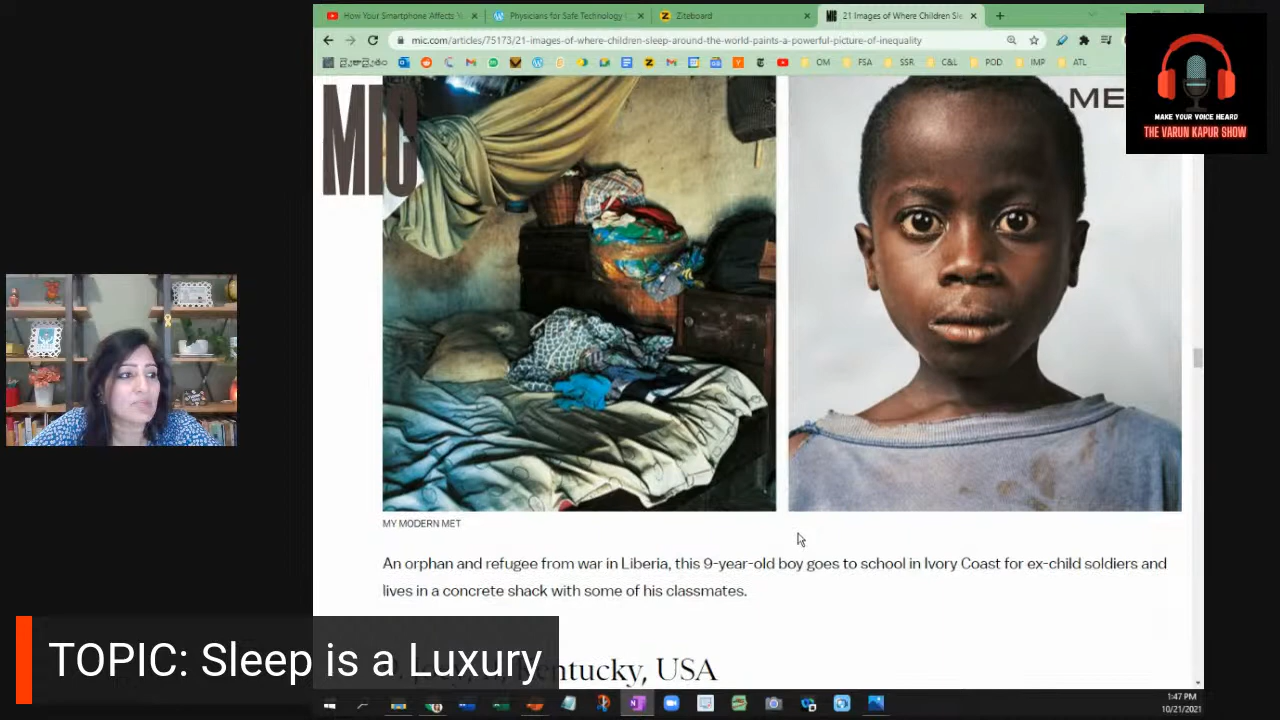 How Your Smartphone Affects Y
Physicians for Safe Technology |
Ziteboard
21 Images of Where Children Sle
mic.com/articles/75173/21-images-of-where-children-sleep-around-the-world-paints-a-powerful-picture-of-inequality
OM
FSA
SSR
C&L
POD
IMP
ATL
MIC
ME
MAKE YOUR VOICE HEARD
THE VARUN KAPUR SHOW
MY MODERN MET
An orphan and refugee from war in Liberia, this 9-year-old boy goes to school in Ivory Coast for ex-child soldiers and
lives in a concrete shack with some of his classmates.
Kentucky, USA
TOPIC: Sleep is a Luxury
1:47 PM
10/21/2021